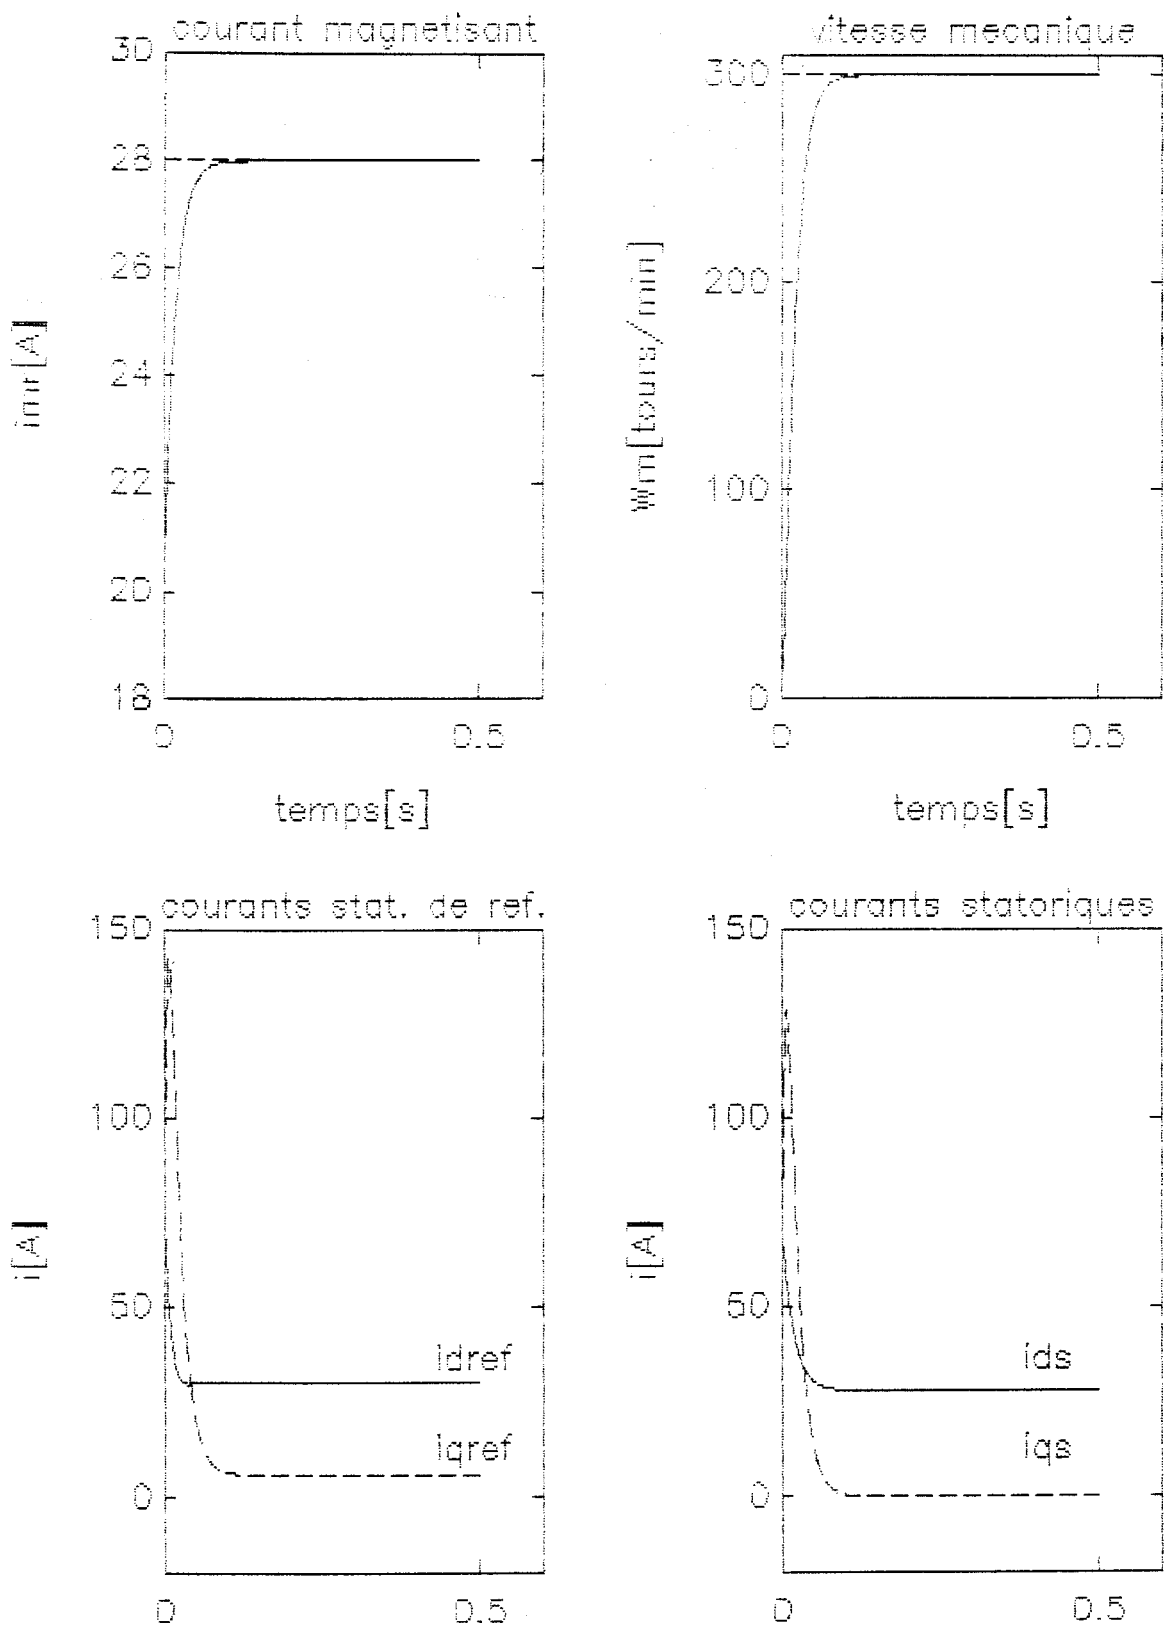 courant magnetisant
30
28
26
24
22
20
18
imr[A]
0 0.5
temps[s]
vitesse mecanique
300
200
100
0
Wm[tours/min]
0 0.5
temps[s]
courants stat. de ref.
150
100
50
0
i[A]
idref
iqref
0 0.5
courants statoriques
150
100
50
0
i[A]
ids
iqs
0 0.5